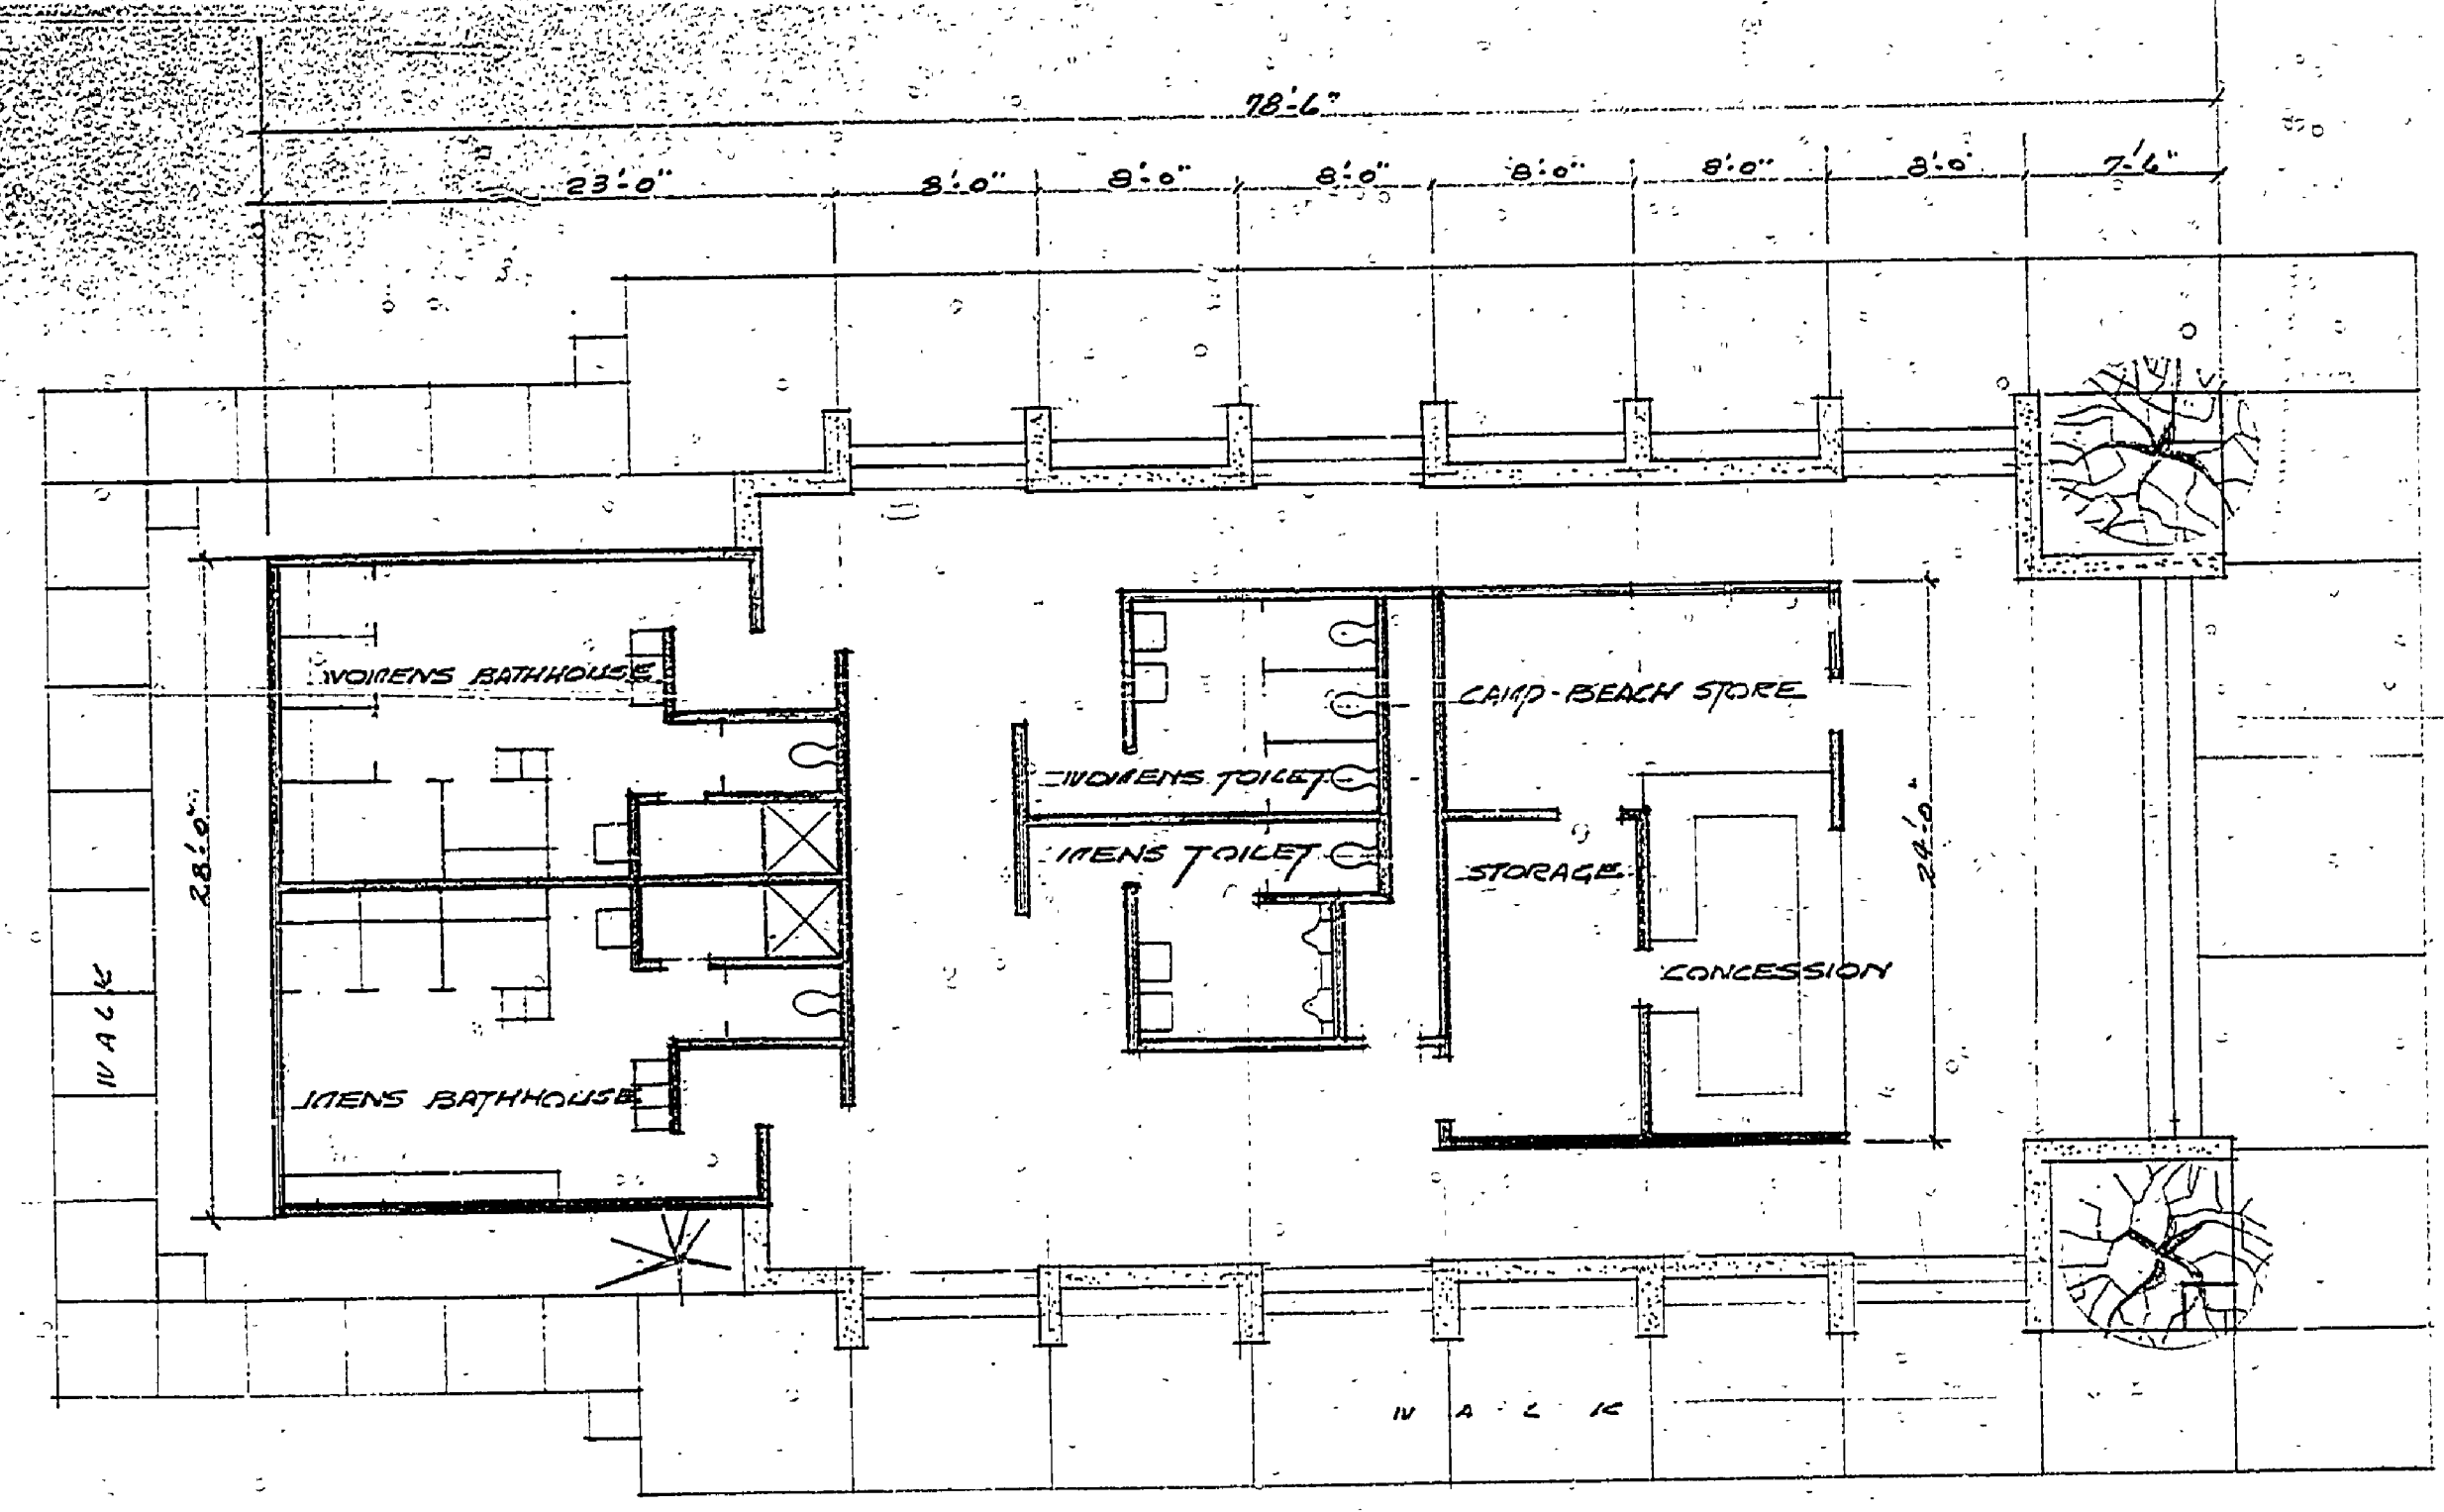 78'-6"
23'-0" 8'-0" 8'-0" 8'-0" 8'-0" 8'-0" 8'-0" 7'-6"
WOMENS BATHHOUSE
CAMP-BEACH STORE
WOMENS TOILET
28'-0"
24'-0"
MENS TOILET
STORAGE
CONCESSION
WALK
MENS BATHHOUSE
WALK